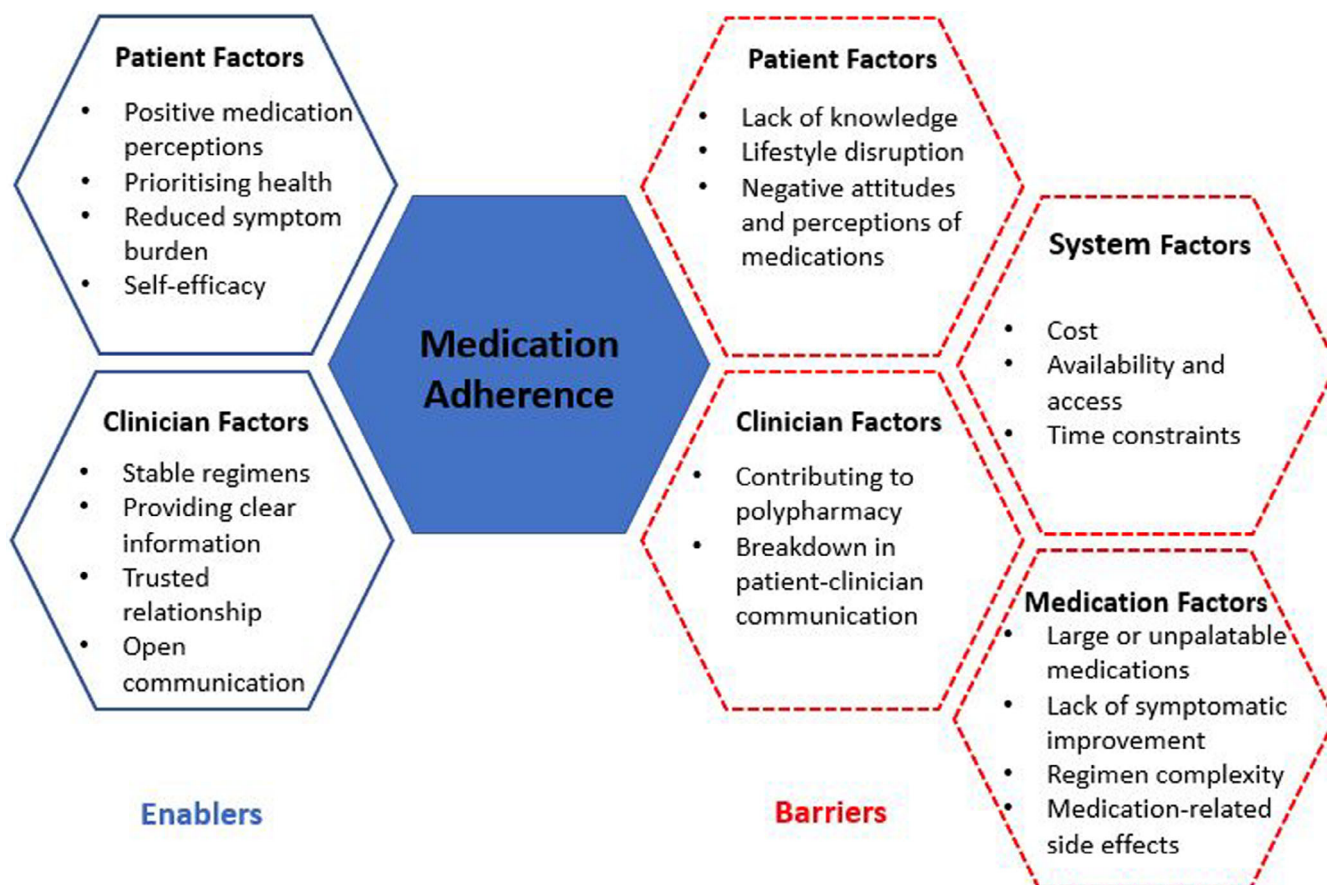 Patient Factors
• Positive medication
perceptions
• Prioritising health
• Reduced symptom
burden
• Self-efficacy
Clinician Factors
• Stable regimens
• Providing clear
information
• Trusted
relationship
• Open
communication
Enablers
Medication
Adherence
Patient Factors
• Lack of knowledge
• Lifestyle disruption
• Negative attitudes
and perceptions of
medications
Clinician Factors
• Contributing to
polypharmacy
• Breakdown in
patient-clinician
communication
Barriers
System Factors
• Cost
• Availability and
access
• Time constraints
Medication Factors
• Large or unpalatable
medications
• Lack of symptomatic
improvement
• Regimen complexity
• Medication-related
side effects